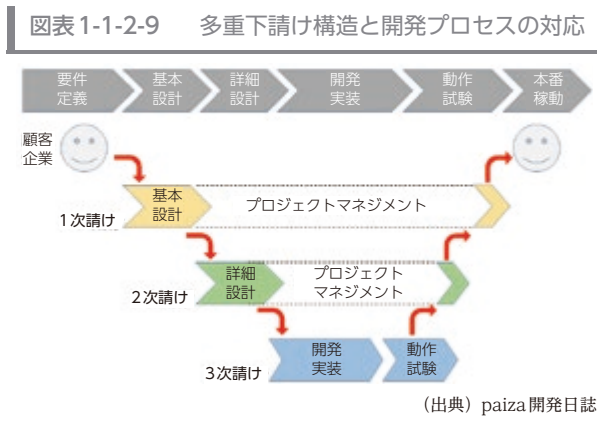 図表1-1-2-9 多重下請け構造と開発プロセスの対応
要件
定義
基本
設計
詳細
設計
開発
実装
動作
試験
本番
稼動
顧客
企業
1次請け
基本
設計
プロジェクトマネジメント
2次請け
詳細
設計
プロジェクト
マネジメント
3次請け
開発
実装
動作
試験
（出典）paiza開発日誌